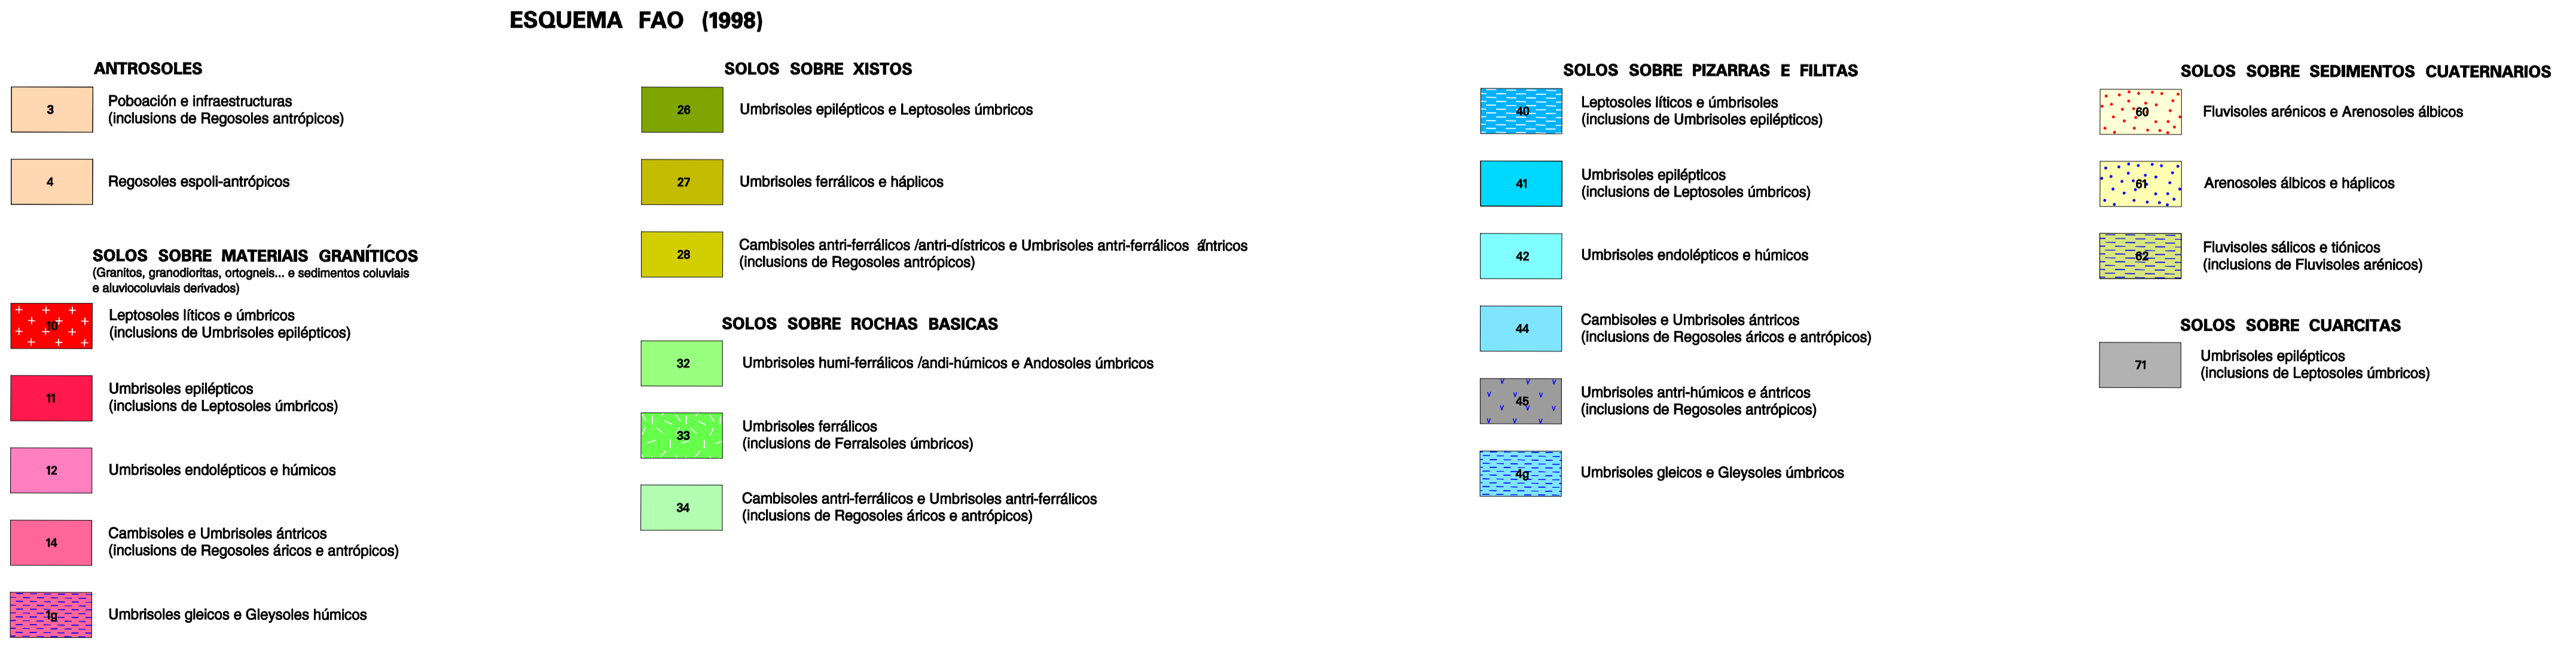 ESQUEMA FAO (1998)
ANTROSOLES
3
Poboación e infraestructuras
(inclusions de Regosoles antrópicos)
4
Regosoles espoli-antrópicos
SOLOS SOBRE MATERIAIS GRANÍTICOS
(Granitos, granodioritas, ortogneis... e sedimentos coluviais
e aluviocoluviais derivados)
10
Leptosoles líticos e úmbricos
(inclusions de Umbrisoles epilépticos)
11
Umbrisoles epilépticos
(inclusions de Leptosoles úmbricos)
12
Umbrisoles endolépticos e húmicos
14
Cambisoles e Umbrisoles ántricos
(inclusions de Regosoles áricos e antrópicos)
1g
Umbrisoles gleicos e Gleysoles húmicos
SOLOS SOBRE XISTOS
26
Umbrisoles epilépticos e Leptosoles úmbricos
27
Umbrisoles ferrálicos e háplicos
28
Cambisoles antri-ferrálicos /antri-dístricos e Umbrisoles antri-ferrálicos ántricos
(inclusions de Regosoles antrópicos)
SOLOS SOBRE ROCHAS BASICAS
32
Umbrisoles humi-ferrálicos /andi-húmicos e Andosoles úmbricos
33
Umbrisoles ferrálicos
(inclusions de Ferralsoles úmbricos)
34
Cambisoles antri-ferrálicos e Umbrisoles antri-ferrálicos
(inclusions de Regosoles áricos e antrópicos)
SOLOS SOBRE PIZARRAS E FILITAS
40
Leptosoles líticos e úmbrisoles
(inclusions de Umbrisoles epilépticos)
41
Umbrisoles epilépticos
(inclusions de Leptosoles úmbricos)
42
Umbrisoles endolépticos e húmicos
44
Cambisoles e Umbrisoles ántricos
(inclusions de Regosoles áricos e antrópicos)
45
Umbrisoles antri-húmicos e ántricos
(inclusions de Regosoles antrópicos)
4g
Umbrisoles gleicos e Gleysoles úmbricos
SOLOS SOBRE SEDIMENTOS CUATERNARIOS
60
Fluvisoles arénicos e Arenosoles álbicos
61
Arenosoles álbicos e háplicos
62
Fluvisoles sálicos e tiónicos
(inclusions de Fluvisoles arénicos)
SOLOS SOBRE CUARCITAS
71
Umbrisoles epilépticos
(inclusions de Leptosoles úmbricos)